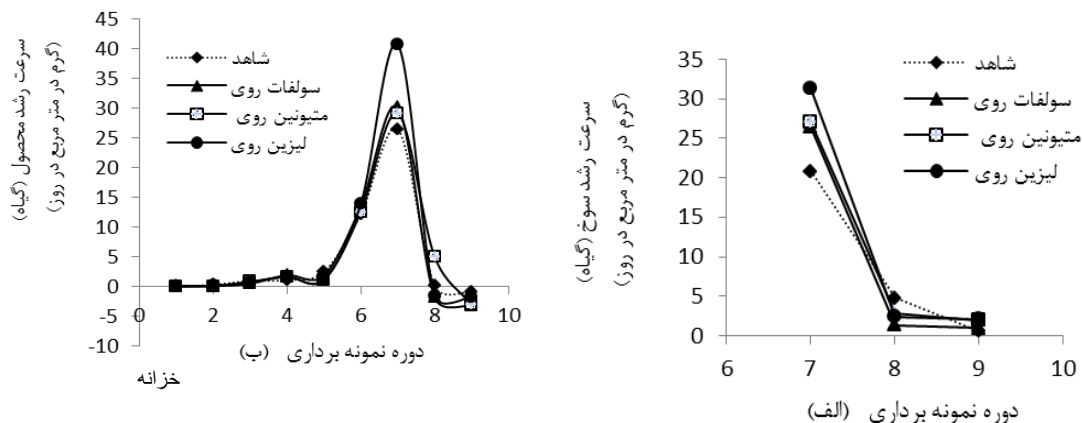 سرعت رشد محصول (گیاه)
(گرم در متر مربع در روز)
45
40
35
30
25
20
15
10
5
0
-5
-10
شاهد
سولفات روی
متیونین روی
لیزین روی
0 2 4 6 8 10
دوره نمونه برداری (ب)
خزانه
سرعت رشد سوخ (گیاه)
(گرم در متر مربع در روز)
35
30
25
20
15
10
5
0
شاهد
سولفات روی
متیونین روی
لیزین روی
6 7 8 9 10
دوره نمونه برداری (الف)